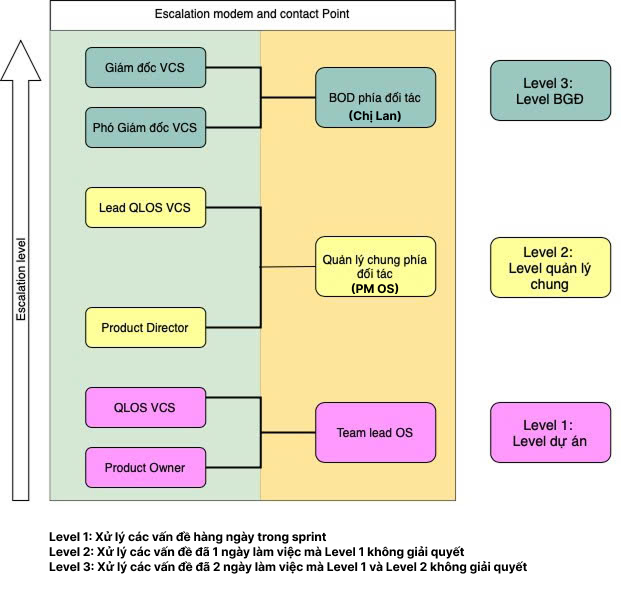 Escalation modem and contact Point
Escalation level
Giám đốc VCS
Phó Giám đốc VCS
BOD phía đối tác
(Chị Lan)
Level 3:
Level BGĐ
Lead QLOS VCS
Product Director
Quản lý chung phía
đối tác
(PM OS)
Level 2:
Level quản lý
chung
QLOS VCS
Product Owner
Team lead OS
Level 1:
Level dự án
Level 1: Xử lý các vấn đề hàng ngày trong sprint
Level 2: Xử lý các vấn đề đã 1 ngày làm việc mà Level 1 không giải quyết
Level 3: Xử lý các vấn đề đã 2 ngày làm việc mà Level 1 và Level 2 không giải quyết